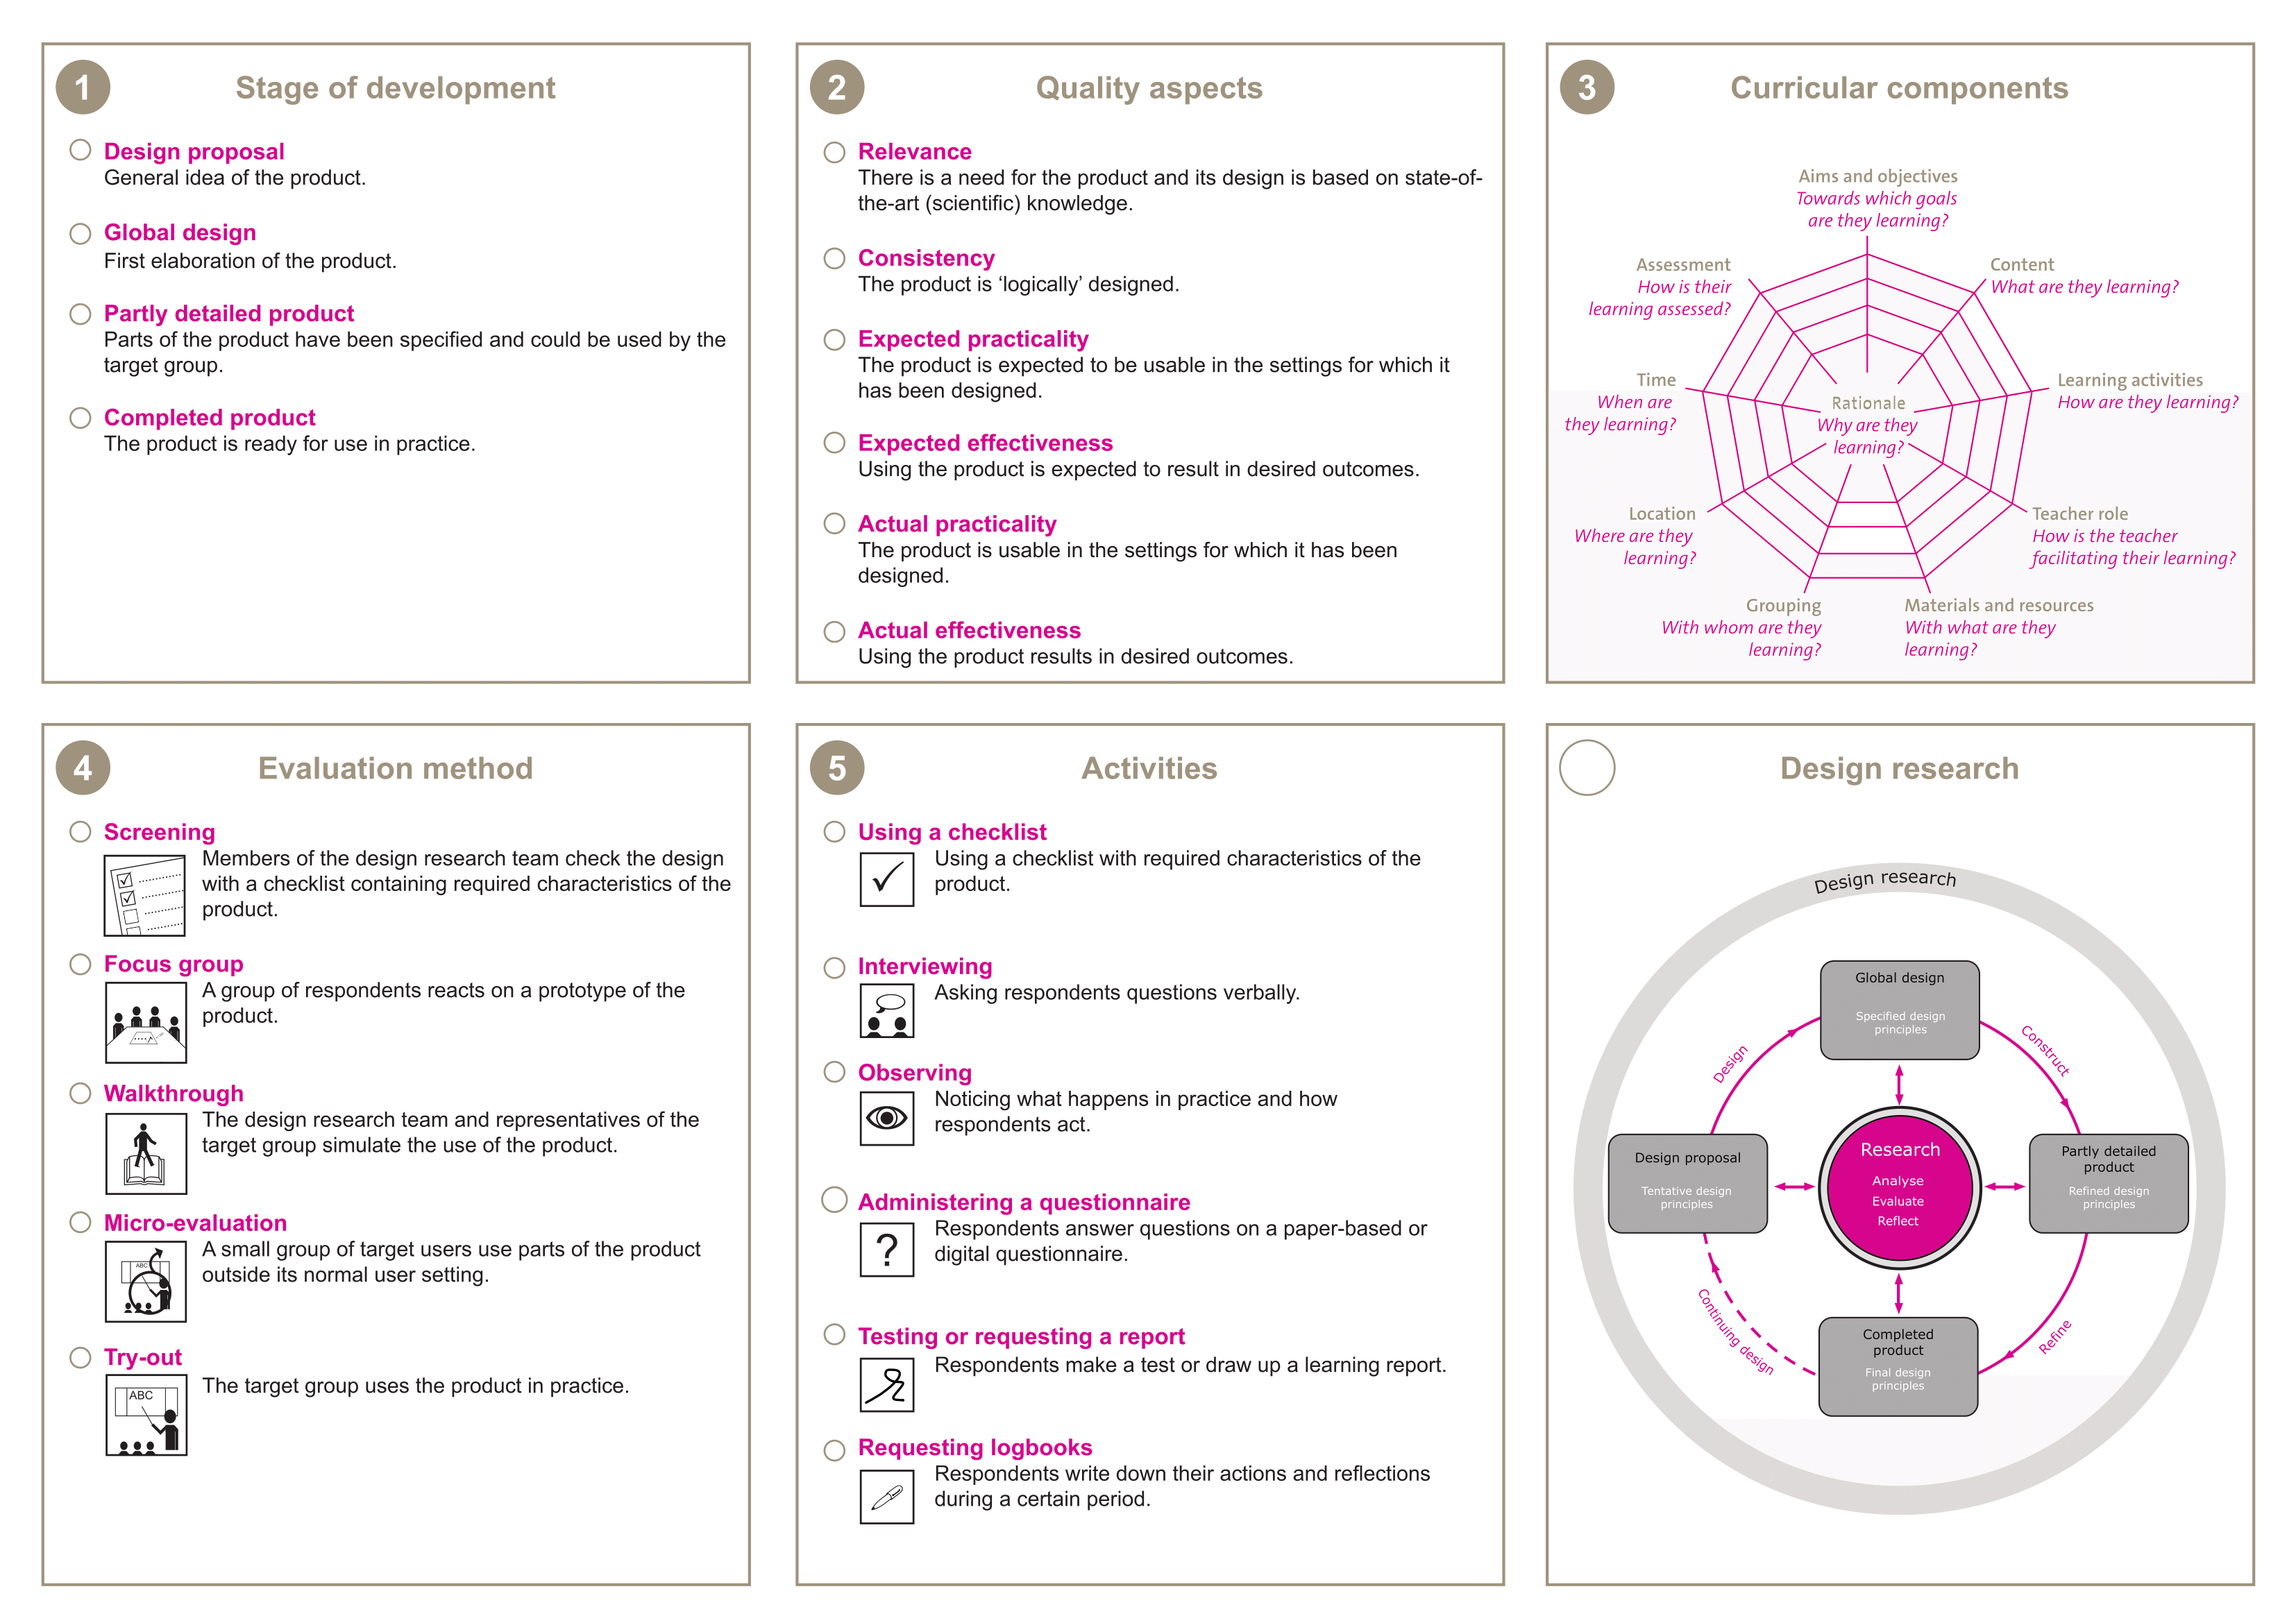 1
Stage of development
Design proposal
General idea of the product.
Global design
First elaboration of the product.
Partly detailed product
Parts of the product have been specified and could be used by the
target group.
Completed product
The product is ready for use in practice.
2
Quality aspects
Relevance
There is a need for the product and its design is based on state-of-
the-art (scientific) knowledge.
Consistency
The product is ‘logically’ designed.
Expected practicality
The product is expected to be usable in the settings for which it
has been designed.
Expected effectiveness
Using the product is expected to result in desired outcomes.
Actual practicality
The product is usable in the settings for which it has been
designed.
Actual effectiveness
Using the product results in desired outcomes.
3
Curricular components
Aims and objectives
Towards which goals
are they learning?
Content
What are they learning?
Learning activities
How are they learning?
Teacher role
How is the teacher
facilitating their learning?
Materials and resources
With what are they
learning?
Grouping
With whom are they
learning?
Location
Where are they
learning?
Time
When are
they learning?
Assessment
How is their
learning assessed?
Rationale
Why are they
learning?
4
Evaluation method
Screening
Members of the design research team check the design
with a checklist containing required characteristics of the
product.
Focus group
A group of respondents reacts on a prototype of the
product.
Walkthrough
The design research team and representatives of the
target group simulate the use of the product.
Micro-evaluation
ABC
A small group of target users use parts of the product
outside its normal user setting.
Try-out
ABC
The target group uses the product in practice.
5
Activities
Using a checklist
Using a checklist with required characteristics of the
product.
Interviewing
Asking respondents questions verbally.
Observing
Noticing what happens in practice and how
respondents act.
Administering a questionnaire
?
Respondents answer questions on a paper-based or
digital questionnaire.
Testing or requesting a report
Respondents make a test or draw up a learning report.
Requesting logbooks
Respondents write down their actions and reflections
during a certain period.
Design research
Design research
Global design
Specified design
principles
Design
Construct
Design proposal
Tentative design
principles
Research
Analyse
Evaluate
Reflect
Partly detailed
product
Refined design
principles
Continuing design
Refine
Completed
product
Final design
principles